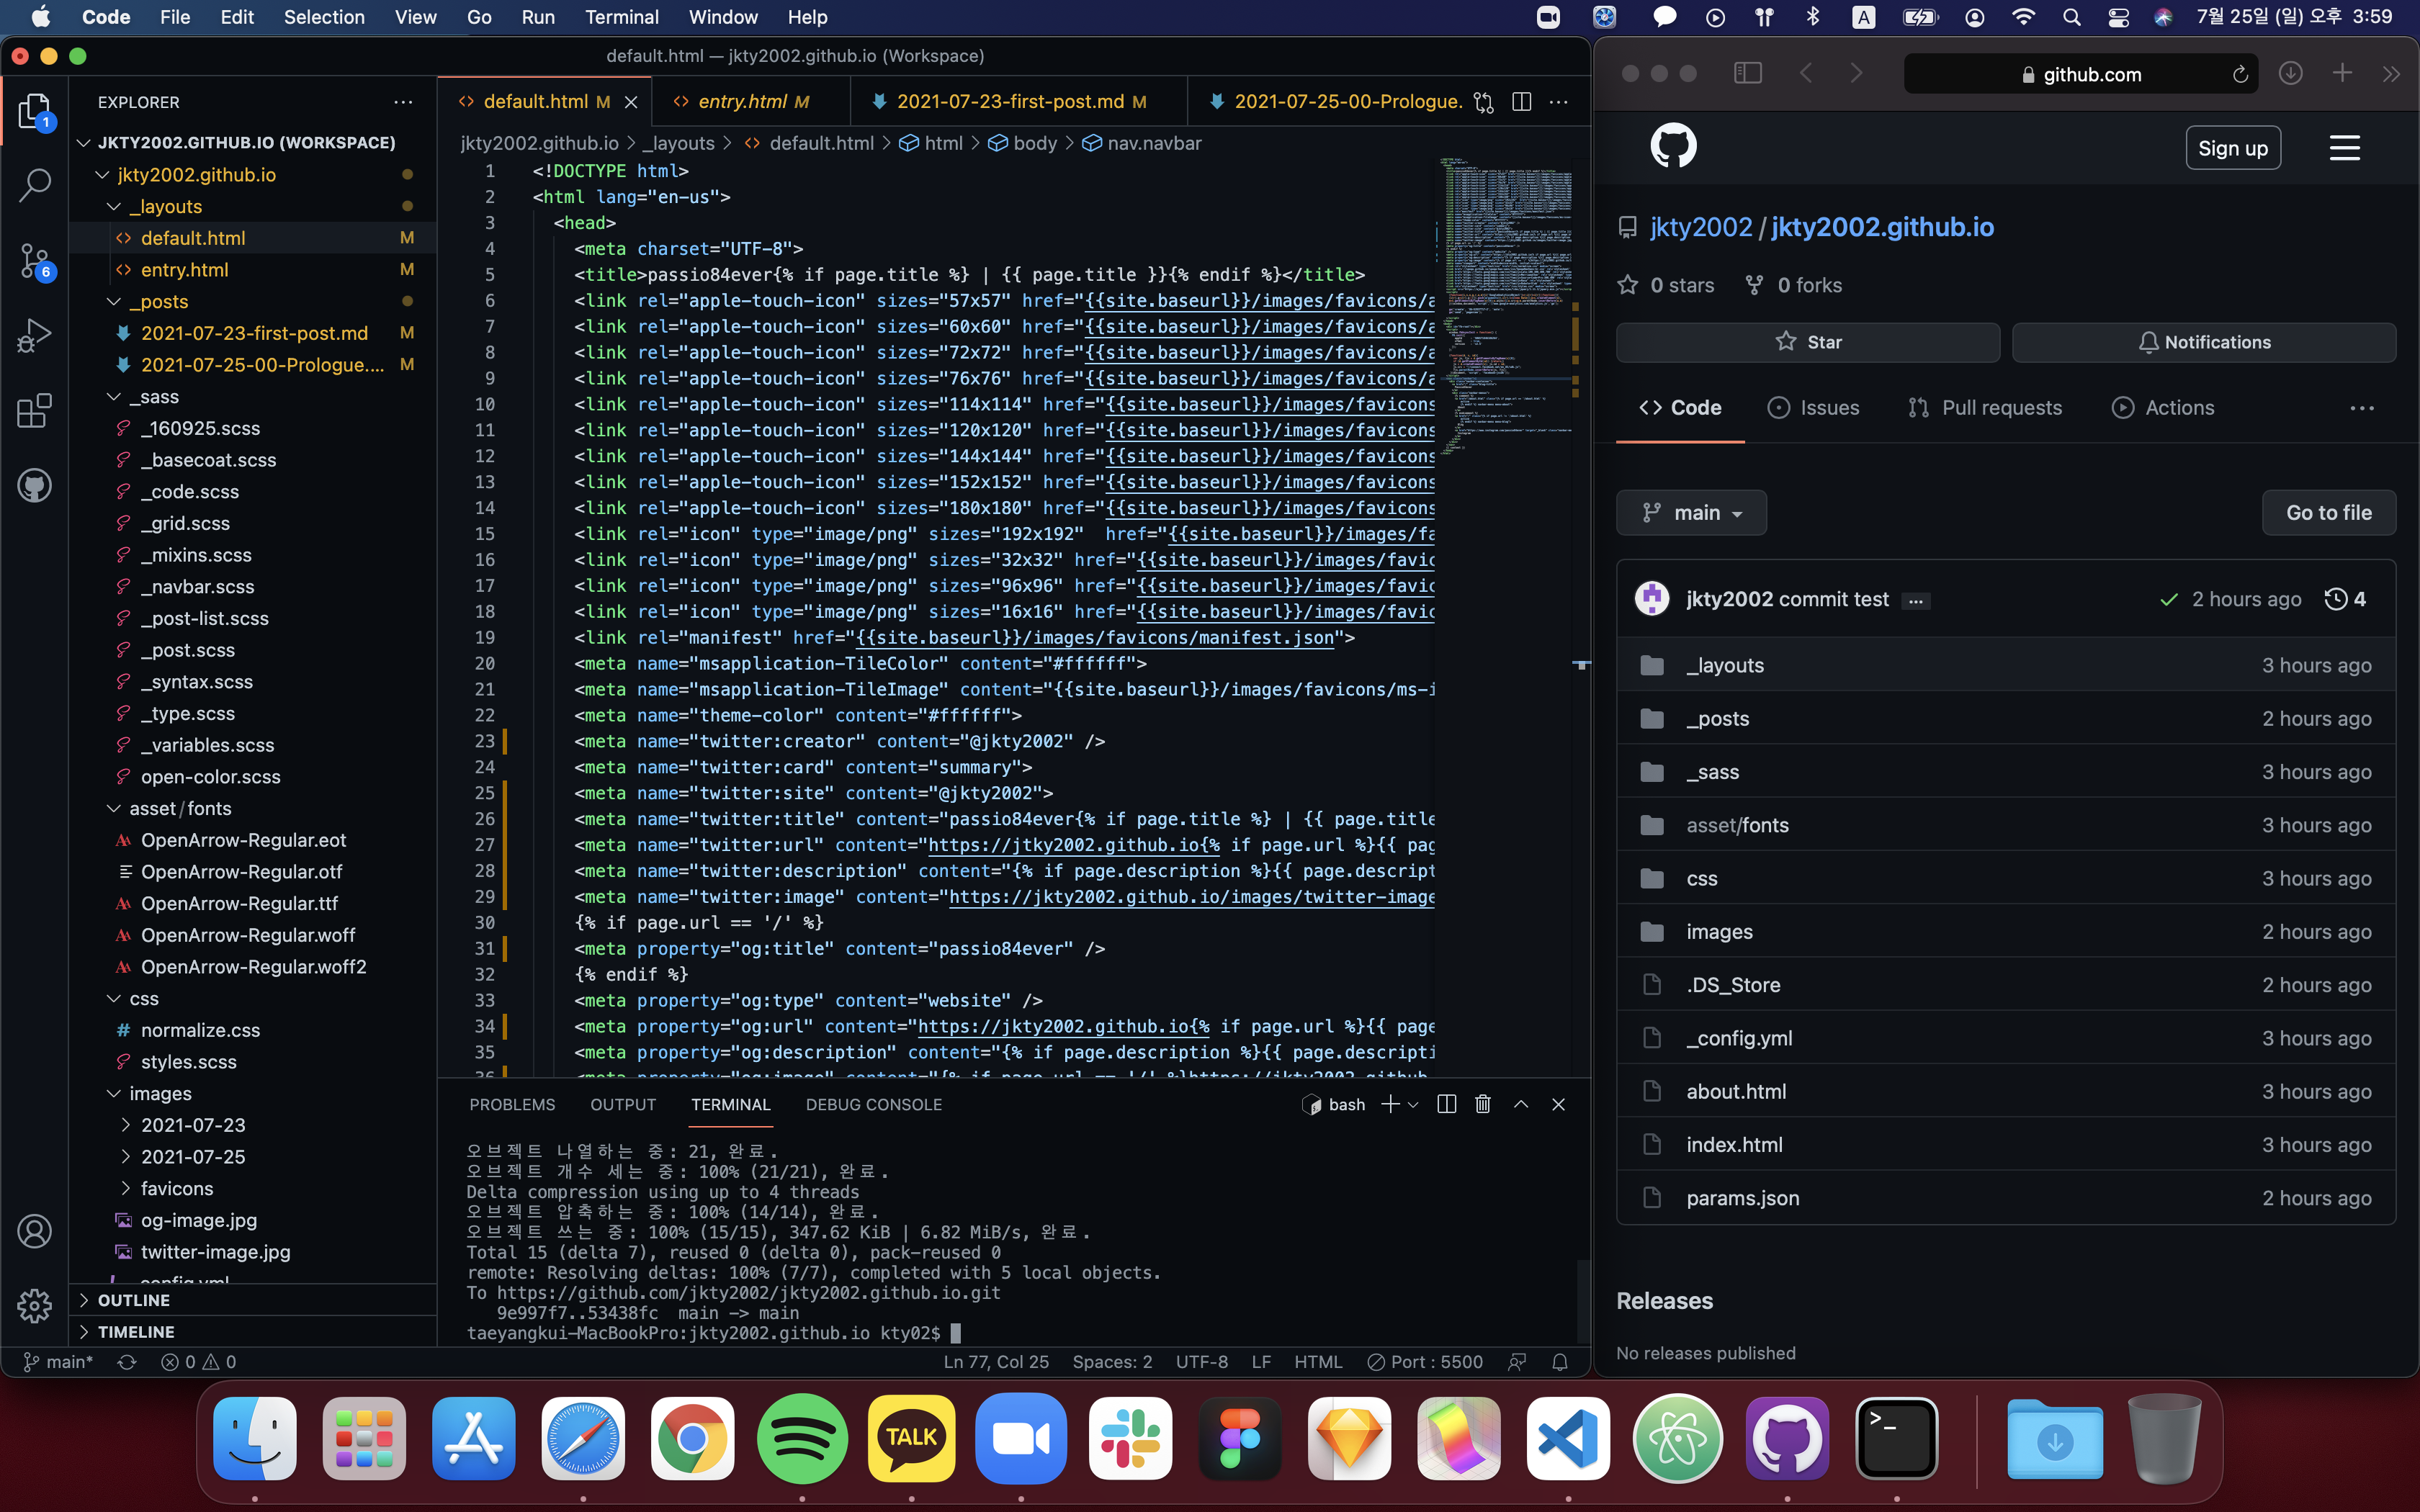 Code File Edit Selection View Go Run Terminal Window Help
A 7월 25일 (일) 오후 3:59
default.html — jkty2002.github.io (Workspace)
EXPLORER
1
6
JKTY2002.GITHUB.IO (WORKSPACE)
jkty2002.github.io
_layouts
default.html M
entry.html M
_posts
2021-07-23-first-post.md M
2021-07-25-00-Prologue.... M
_sass
_160925.scss
_basecoat.scss
_code.scss
_grid.scss
_mixins.scss
_navbar.scss
_post-list.scss
_post.scss
_syntax.scss
_type.scss
_variables.scss
open-color.scss
asset/fonts
OpenArrow-Regular.eot
OpenArrow-Regular.otf
OpenArrow-Regular.ttf
OpenArrow-Regular.woff
OpenArrow-Regular.woff2
css
normalize.css
styles.scss
images
2021-07-23
2021-07-25
favicons
og-image.jpg
twitter-image.jpg
OUTLINE
TIMELINE
default.html M
entry.html M
2021-07-23-first-post.md M
2021-07-25-00-Prologue.
jkty2002.github.io > _layouts > default.html > html > body > nav.navbar
1 <!DOCTYPE html>
2 <html lang="en-us">
3 <head>
4 <meta charset="UTF-8">
5 <title>passio84ever{% if page.title %} | {{ page.title }}{% endif %}</title>
6 <link rel="apple-touch-icon" sizes="57x57" href="{{site.baseurl}}/images/favicons/a
7 <link rel="apple-touch-icon" sizes="60x60" href="{{site.baseurl}}/images/favicons/a
8 <link rel="apple-touch-icon" sizes="72x72" href="{{site.baseurl}}/images/favicons/a
9 <link rel="apple-touch-icon" sizes="76x76" href="{{site.baseurl}}/images/favicons/a
10 <link rel="apple-touch-icon" sizes="114x114" href="{{site.baseurl}}/images/favicons
11 <link rel="apple-touch-icon" sizes="120x120" href="{{site.baseurl}}/images/favicons
12 <link rel="apple-touch-icon" sizes="144x144" href="{{site.baseurl}}/images/favicons
13 <link rel="apple-touch-icon" sizes="152x152" href="{{site.baseurl}}/images/favicons
14 <link rel="apple-touch-icon" sizes="180x180" href="{{site.baseurl}}/images/favicons
15 <link rel="icon" type="image/png" sizes="192x192"  href="{{site.baseurl}}/images/fa
16 <link rel="icon" type="image/png" sizes="32x32" href="{{site.baseurl}}/images/favic
17 <link rel="icon" type="image/png" sizes="96x96" href="{{site.baseurl}}/images/favic
18 <link rel="icon" type="image/png" sizes="16x16" href="{{site.baseurl}}/images/favic
19 <link rel="manifest" href="{{site.baseurl}}/images/favicons/manifest.json">
20 <meta name="msapplication-TileColor" content="#ffffff">
21 <meta name="msapplication-TileImage" content="{{site.baseurl}}/images/favicons/ms-i
22 <meta name="theme-color" content="#ffffff">
23 <meta name="twitter:creator" content="@jkty2002" />
24 <meta name="twitter:card" content="summary">
25 <meta name="twitter:site" content="@jkty2002">
26 <meta name="twitter:title" content="passio84ever{% if page.title %} | {{ page.title
27 <meta name="twitter:url" content="https://jtky2002.github.io{% if page.url %}{{ pag
28 <meta name="twitter:description" content="{% if page.description %}{{ page.descript
29 <meta name="twitter:image" content="https://jkty2002.github.io/images/twitter-image
30 {% if page.url == '/' %}
31 <meta property="og:title" content="passio84ever" />
32 {% endif %}
33 <meta property="og:type" content="website" />
34 <meta property="og:url" content="https://jkty2002.github.io{% if page.url %}{{ page
35 <meta property="og:description" content="{% if page.description %}{{ page.descripti
PROBLEMS OUTPUT TERMINAL DEBUG CONSOLE
bash
오브젝트 나열하는 중: 21, 완료.
오브젝트 개수 세는 중: 100% (21/21), 완료.
Delta compression using up to 4 threads
오브젝트 압축하는 중: 100% (14/14), 완료.
오브젝트 쓰는 중: 100% (15/15), 347.62 KiB | 6.82 MiB/s, 완료.
Total 15 (delta 7), reused 0 (delta 0), pack-reused 0
remote: Resolving deltas: 100% (7/7), completed with 5 local objects.
To https://github.com/jkty2002/jkty2002.github.io.git
9e997f7..53438fc  main -> main
taeyangkui-MacBookPro:jkty2002.github.io kty02$
main* 0 0 Ln 77, Col 25 Spaces: 2 UTF-8 LF HTML Port : 5500
github.com
Sign up
jkty2002/jkty2002.github.io
0 stars 0 forks
Star Notifications
Code Issues Pull requests Actions
main Go to file
jkty2002 commit test ... 2 hours ago 4
_layouts 3 hours ago
_posts 2 hours ago
_sass 3 hours ago
asset/fonts 3 hours ago
css 3 hours ago
images 2 hours ago
.DS_Store 2 hours ago
_config.yml 3 hours ago
about.html 3 hours ago
index.html 3 hours ago
params.json 2 hours ago
Releases
No releases published
TALK
>_